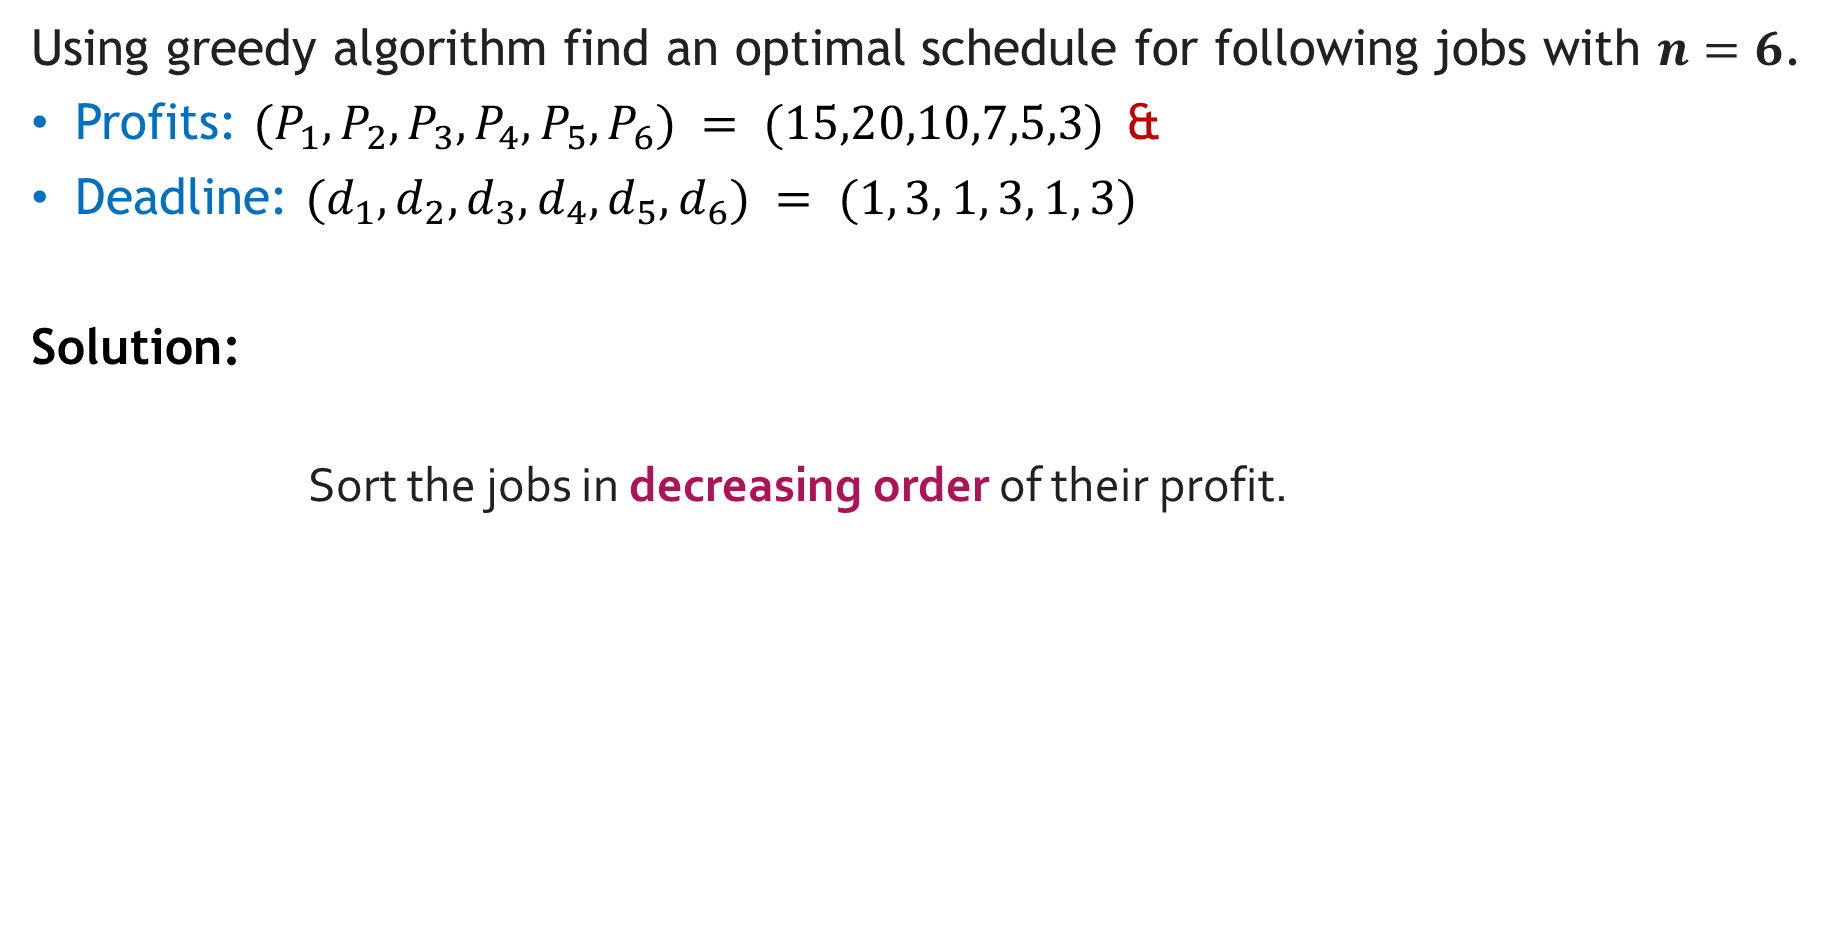 Using greedy algorithm find an optimal schedule for following jobs with 𝒏 = 𝟔.
• Profits: (𝑃₁, 𝑃₂, 𝑃₃, 𝑃₄, 𝑃₅, 𝑃₆) = (15,20,10,7,5,3) &
• Deadline: (𝑑₁, 𝑑₂, 𝑑₃, 𝑑₄, 𝑑₅, 𝑑₆) = (1, 3, 1, 3, 1, 3)
Solution:
Sort the jobs in decreasing order of their profit.